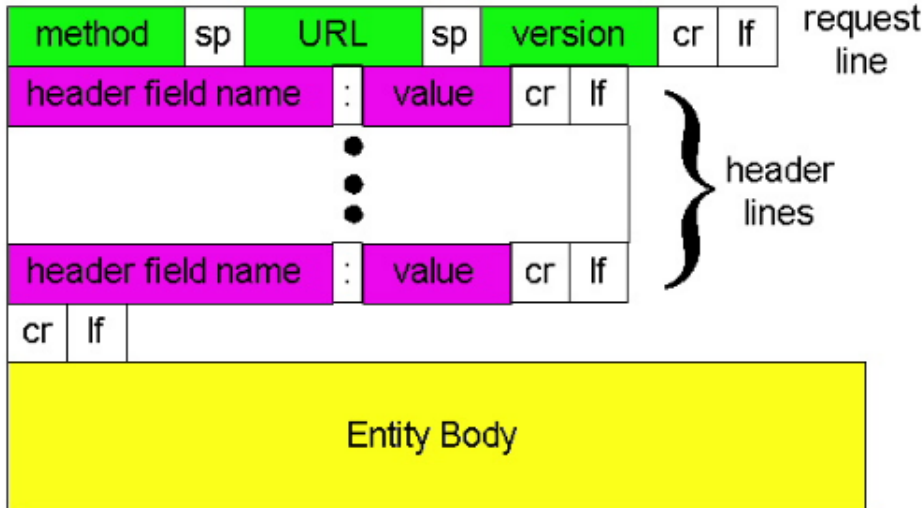 method sp URL sp version cr lf request line
header field name : value cr lf
header lines
header field name : value cr lf
cr lf
Entity Body